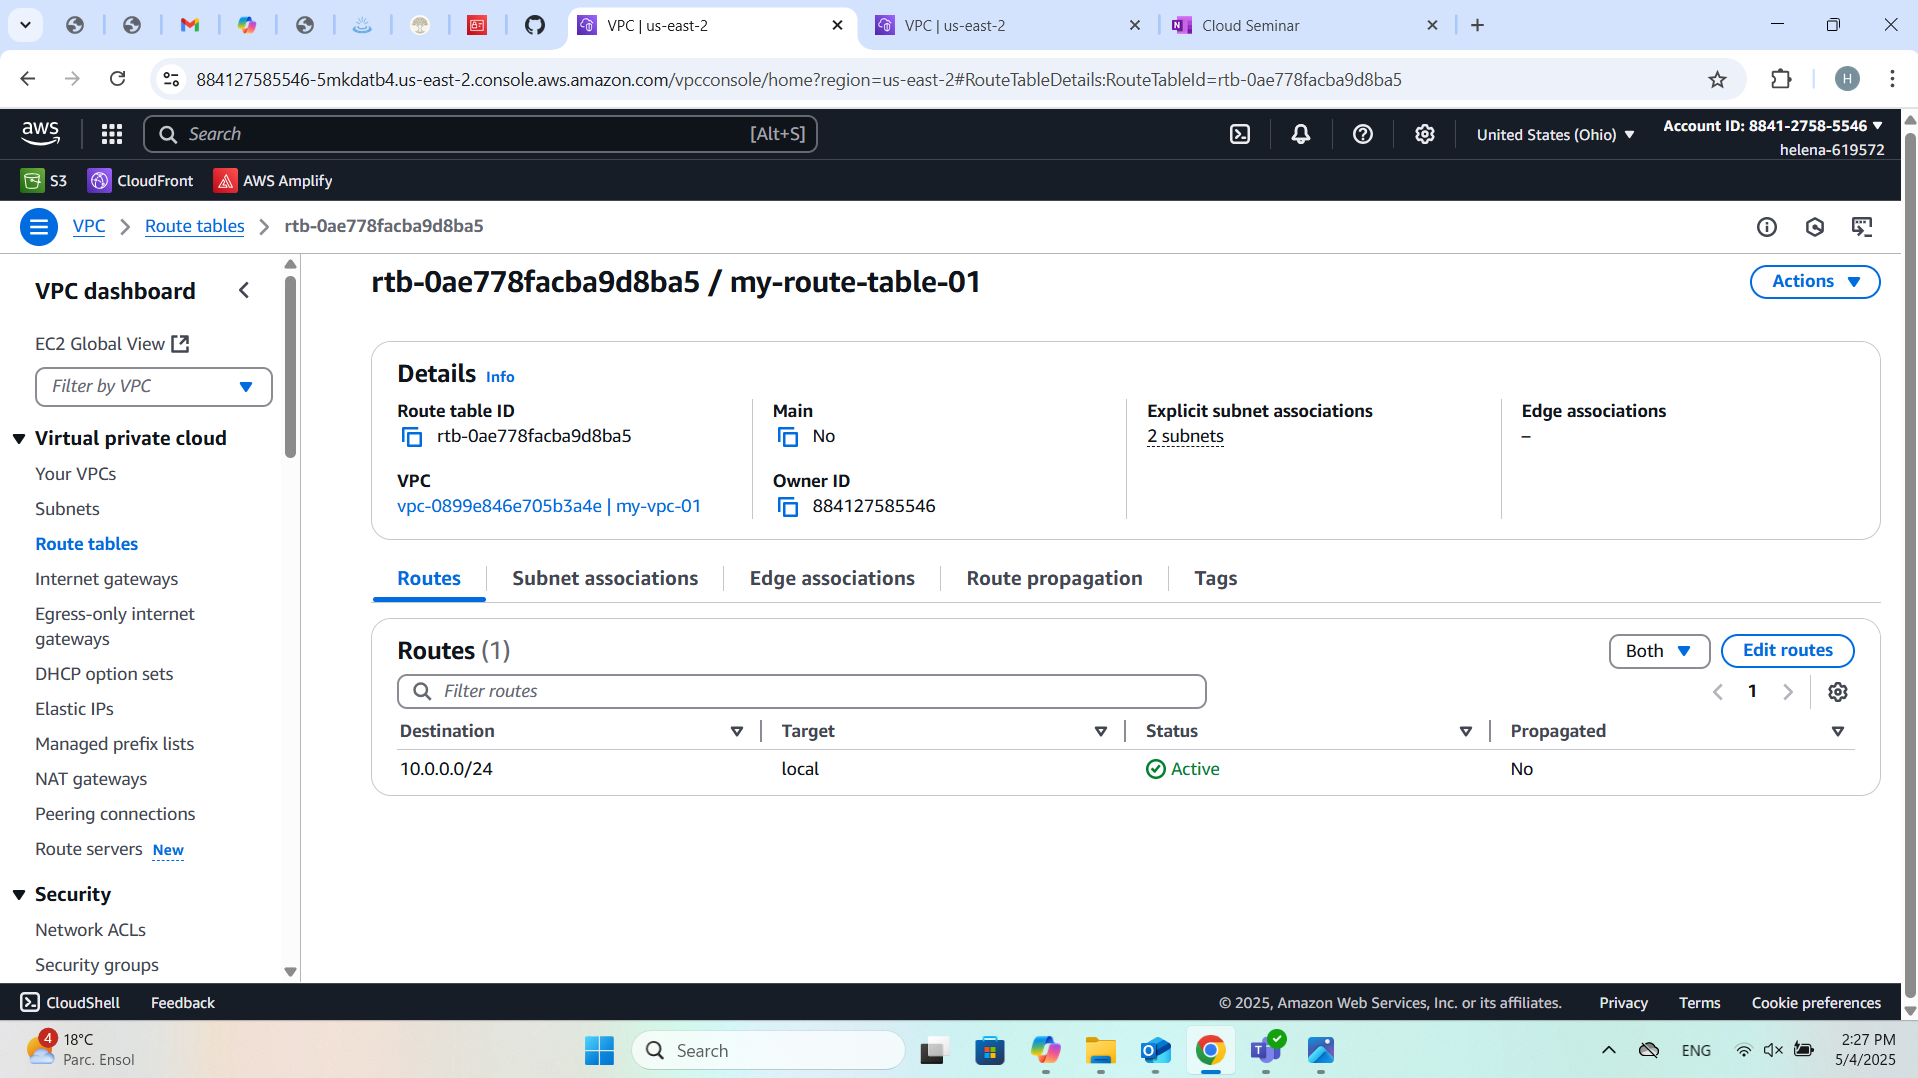 VPC | us-east-2
VPC | us-east-2
Cloud Seminar
884127585546-5mkdatb4.us-east-2.console.aws.amazon.com/vpcconsole/home?region=us-east-2#RouteTableDetails:RouteTableId=rtb-0ae778facba9d8ba5
H
aws
Search
[Alt+S]
United States (Ohio)
Account ID: 8841-2758-5546
helena-619572
S3
CloudFront
AWS Amplify
VPC
Route tables
rtb-0ae778facba9d8ba5
VPC dashboard
EC2 Global View
Filter by VPC
Virtual private cloud
Your VPCs
Subnets
Route tables
Internet gateways
Egress-only internet
gateways
DHCP option sets
Elastic IPs
Managed prefix lists
NAT gateways
Peering connections
Route servers New
Security
Network ACLs
Security groups
rtb-0ae778facba9d8ba5 / my-route-table-01
Actions
Details Info
Route table ID
rtb-0ae778facba9d8ba5
Main
No
Explicit subnet associations
2 subnets
Edge associations
–
VPC
vpc-0899e846e705b3a4e | my-vpc-01
Owner ID
884127585546
Routes
Subnet associations
Edge associations
Route propagation
Tags
Routes (1)
Both
Edit routes
Filter routes
1
Destination
Target
Status
Propagated
10.0.0.0/24
local
Active
No
CloudShell
Feedback
© 2025, Amazon Web Services, Inc. or its affiliates.
Privacy
Terms
Cookie preferences
4
18°C
Parc. Ensol
Search
ENG
2:27 PM
5/4/2025